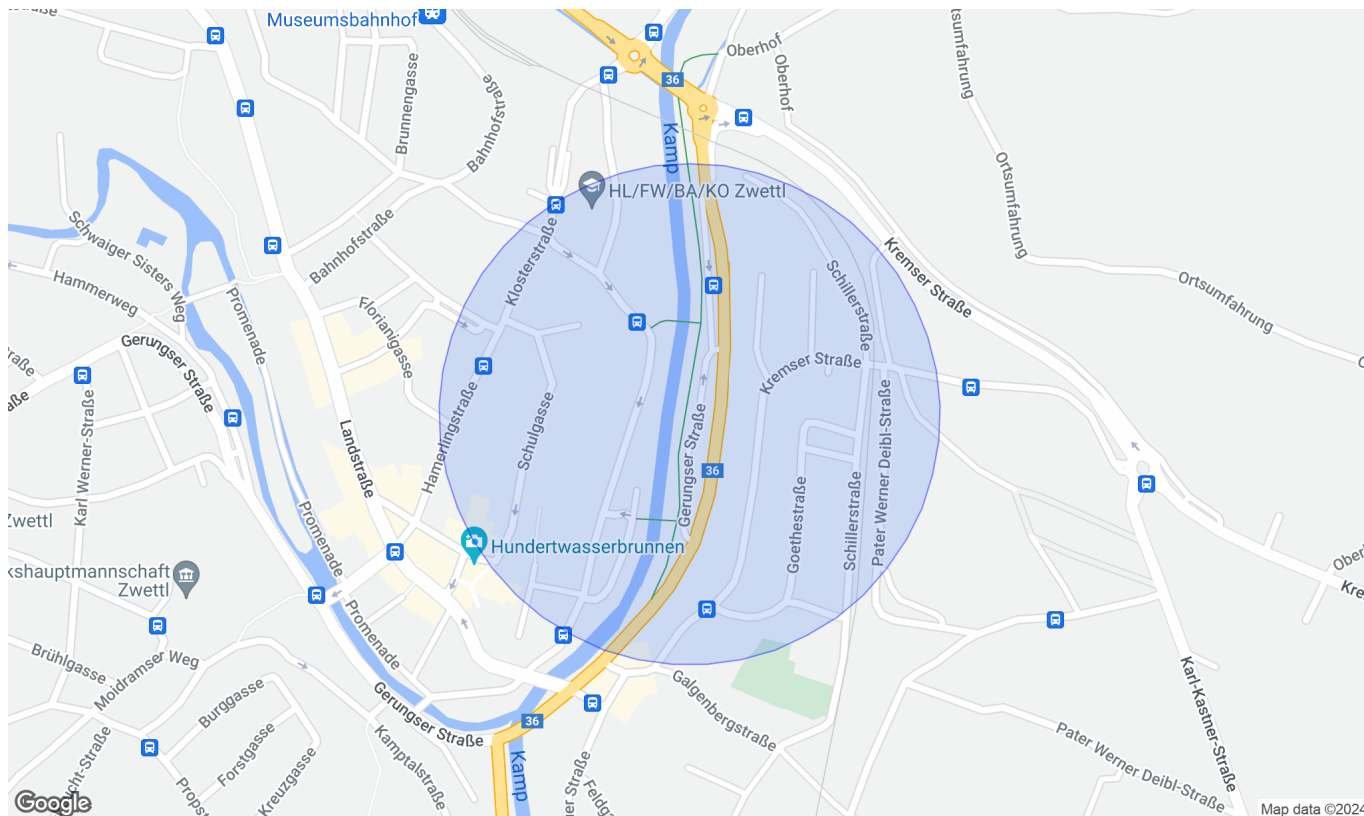 Museumsbahnhof
36
Oberhof
Oberhof
Ortsumfahrung
Brunnengasse
Bahnhofstraße
Kamp
Ortsumfahrung
HL/FW/BA/KO Zwettl
Schwaiger Sisters Weg
Bahnhofstraße
Klosterstraße
Kremser Straße
Hammerweg
Promenade
Schillerstraße
Ortsumfahrung
Florianigasse
Gerungser Straße
Kremser Straße
Karl Werner-Straße
Landstraße
Hamerlingstraße
Schulgasse
Gerungser Straße
Pater Werner Deibl-Straße
36
Goethestraße
Schillerstraße
Zwettl
Promenade
Hundertwasserbrunnen
kshauptmannschaft
Zwettl
Promenade
Brühlgasse
Moidramser Weg
Gerungser Straße
Burggasse
Forstgasse
Kreuzgasse
Kamptalstraße
36
Kamp
Galgenbergstraße
Pater Werner Deibl-Straße
Karl-Kastner-Straße
Google
Map data ©2024